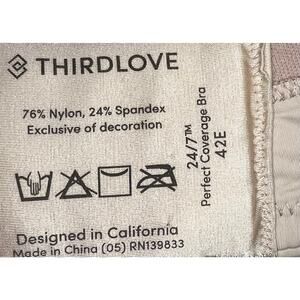 THIRDLOVE
76% Nylon, 24% Spandex
Exclusive of decoration
24/7™
Perfect Coverage Bra
42E
Designed in California
Made in China (05) RN139833